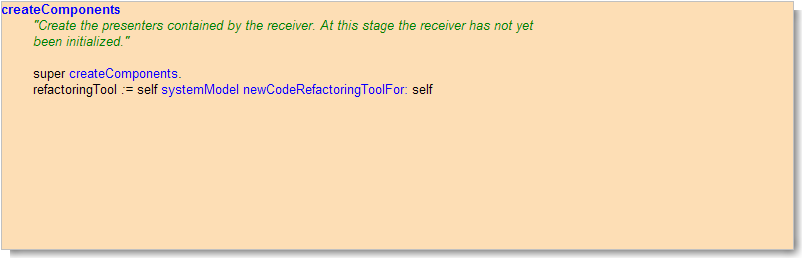 createComponents
"Create the presenters contained by the receiver. At this stage the receiver has not yet
been initialized."
super createComponents.
refactoringTool := self systemModel newCodeRefactoringToolFor: self